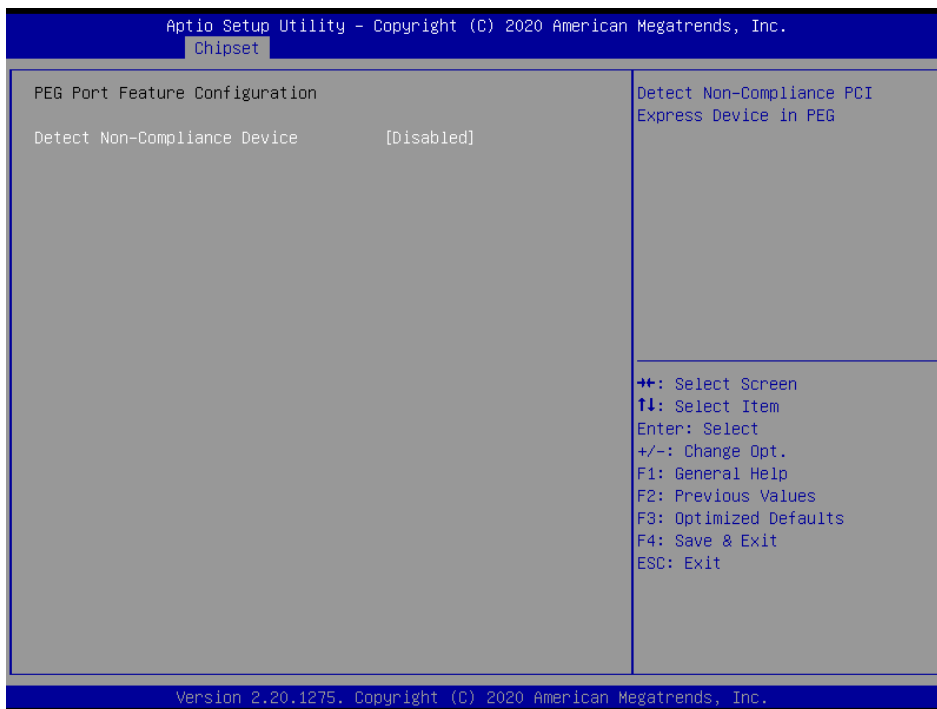 Aptio Setup Utility – Copyright (C) 2020 American Megatrends, Inc.
Chipset
PEG Port Feature Configuration
Detect Non-Compliance Device [Disabled]
Detect Non-Compliance PCI
Express Device in PEG
→←: Select Screen
↑↓: Select Item
Enter: Select
+/-: Change Opt.
F1: General Help
F2: Previous Values
F3: Optimized Defaults
F4: Save & Exit
ESC: Exit
Version 2.20.1275. Copyright (C) 2020 American Megatrends, Inc.